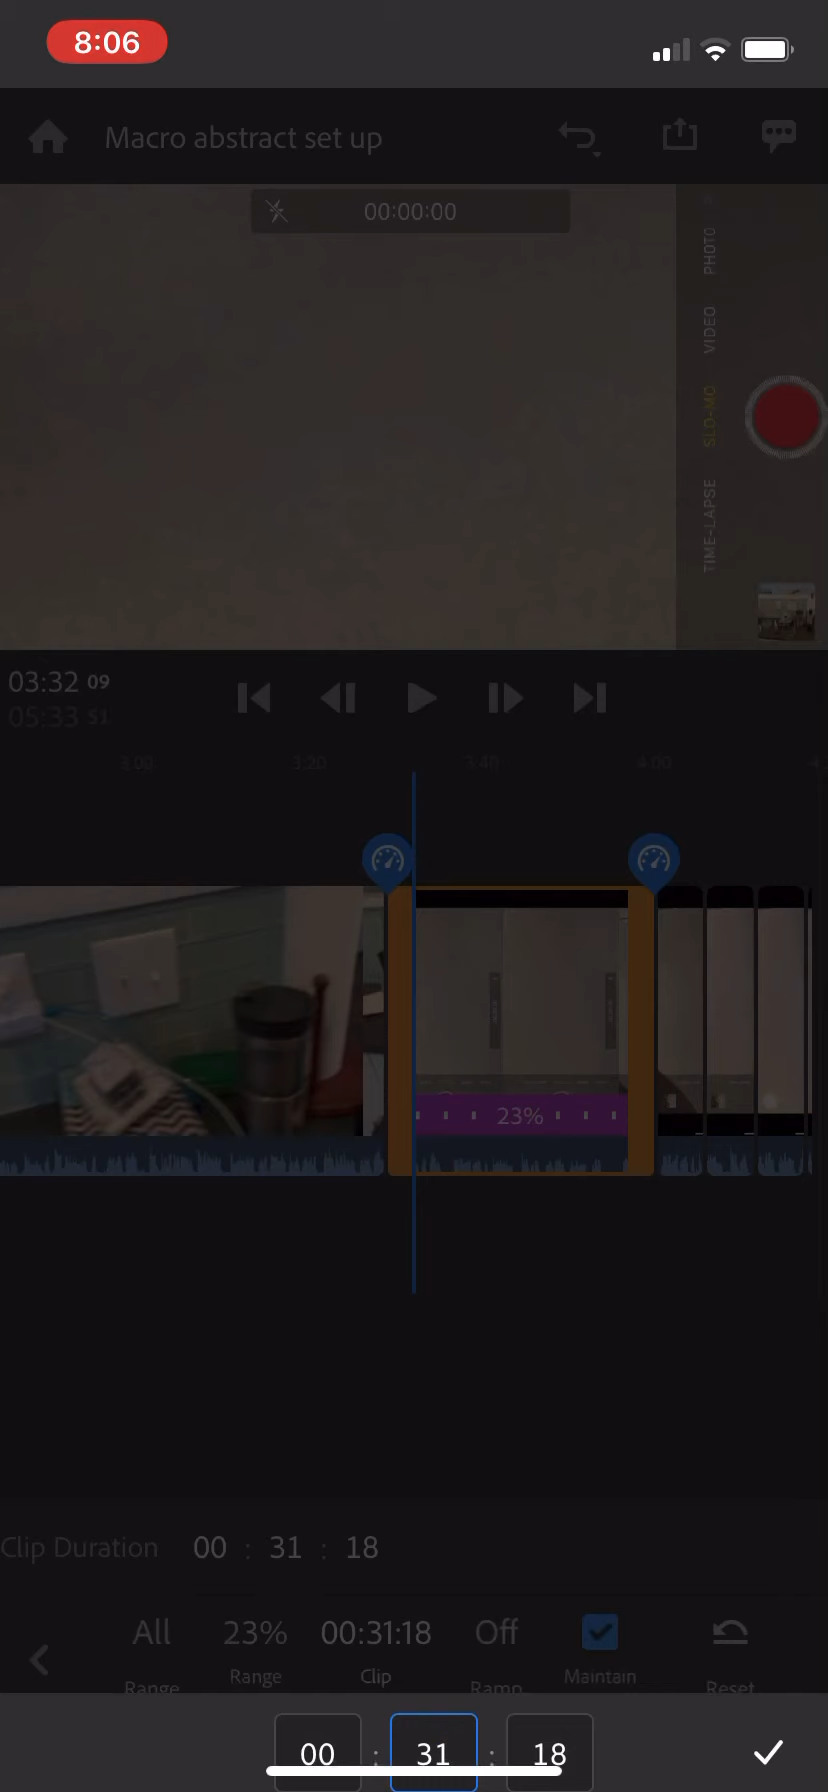 8:06
Macro abstract set up
00:00:00
PHOTO
VIDEO
SLO-MO
TIME-LAPSE
03:32 09
05:33 51
3:00 3:20 3:40 4:00
23%
Clip Duration 00 : 31 : 18
All 23% 00:31:18 Off
Range Range Clip Ramp Maintain Reset
00 : 31 : 18